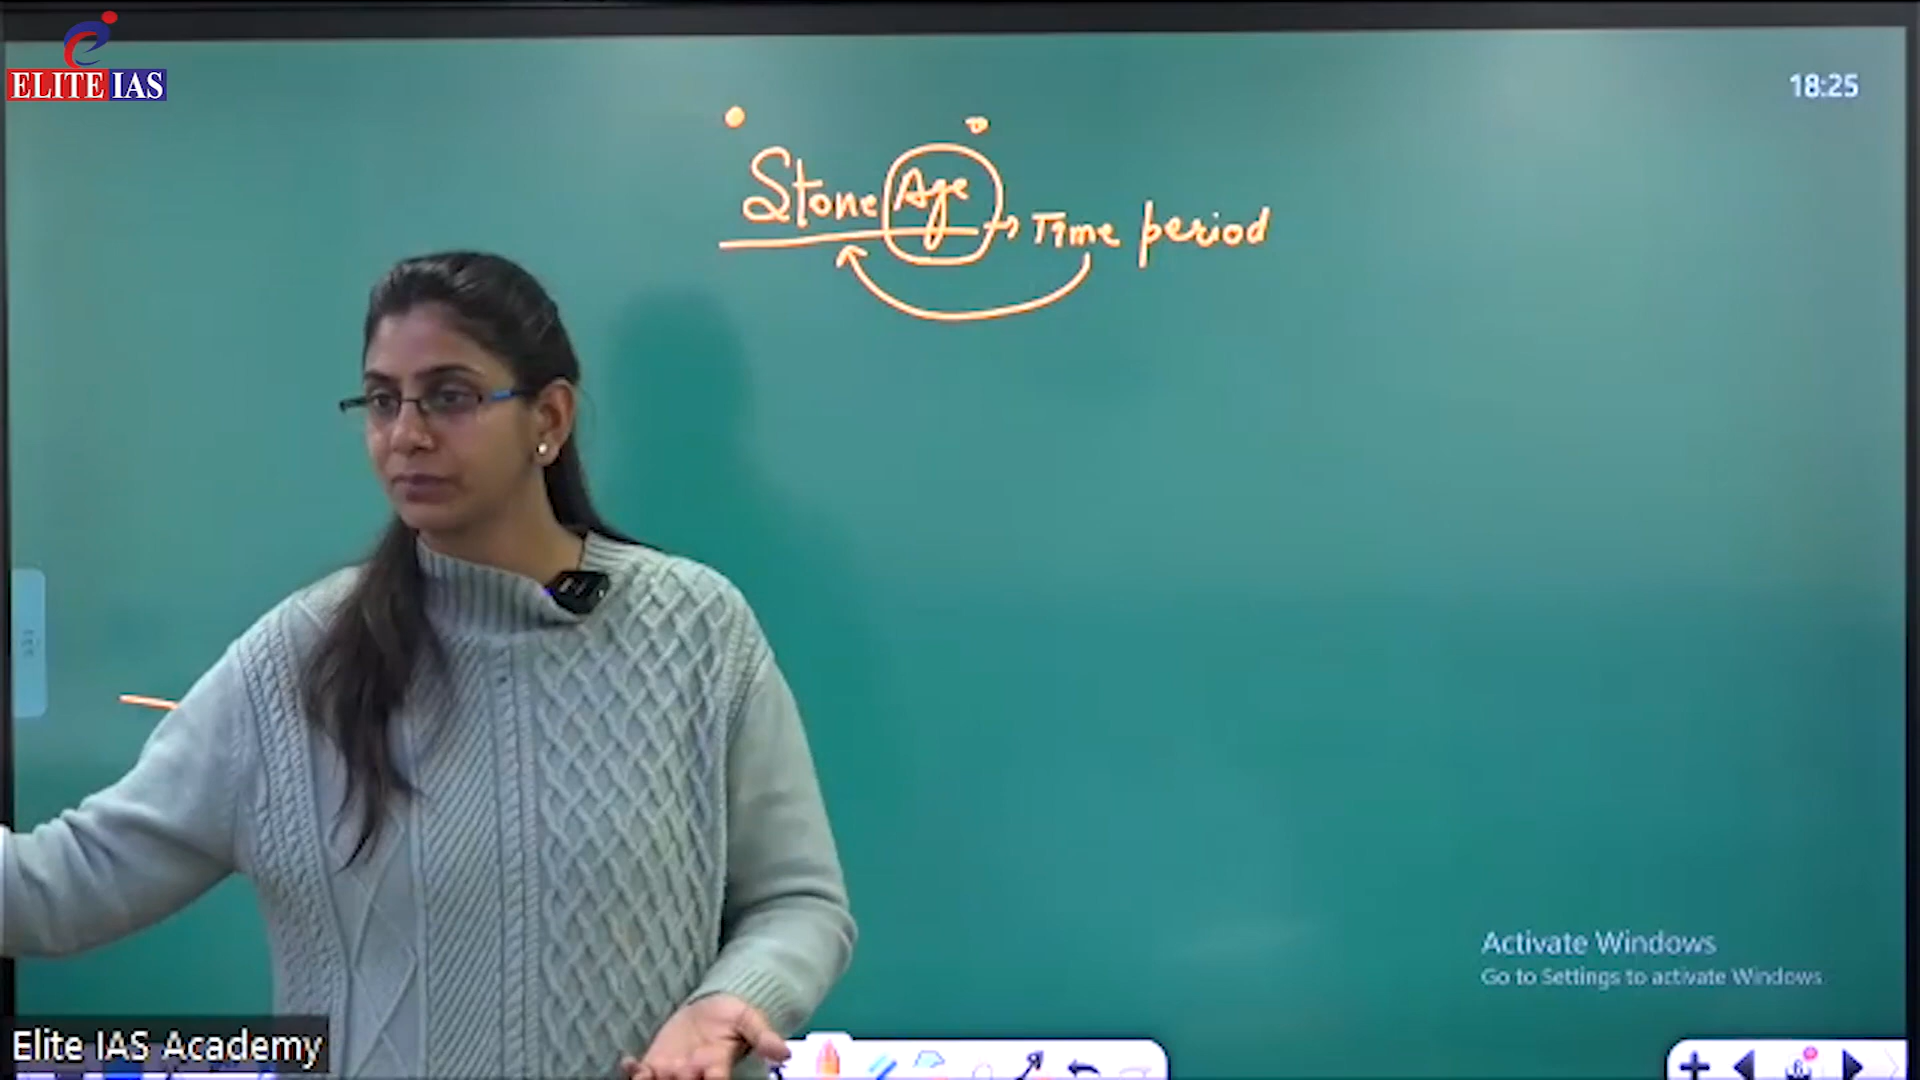 ELITE IAS
18:25
Stone Age → Time period
Activate Windows
Go to Settings to activate Windows.
Elite IAS Academy